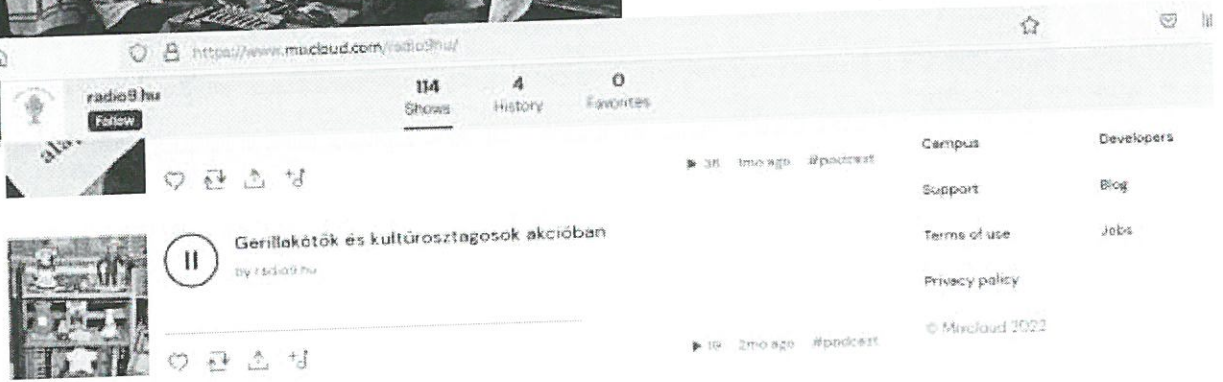 https://www.mixcloud.com/radio9hu/
radio9.hu
Follow
114
Shows
4
History
0
Favorites
1mo ago #podcast
Gerillakötők és kultúrosztagosok akcióban
by radio9.hu
19 2mo ago #podcast
Campus
Support
Terms of use
Privacy policy
© Mixcloud 2022
Developers
Blog
Jobs